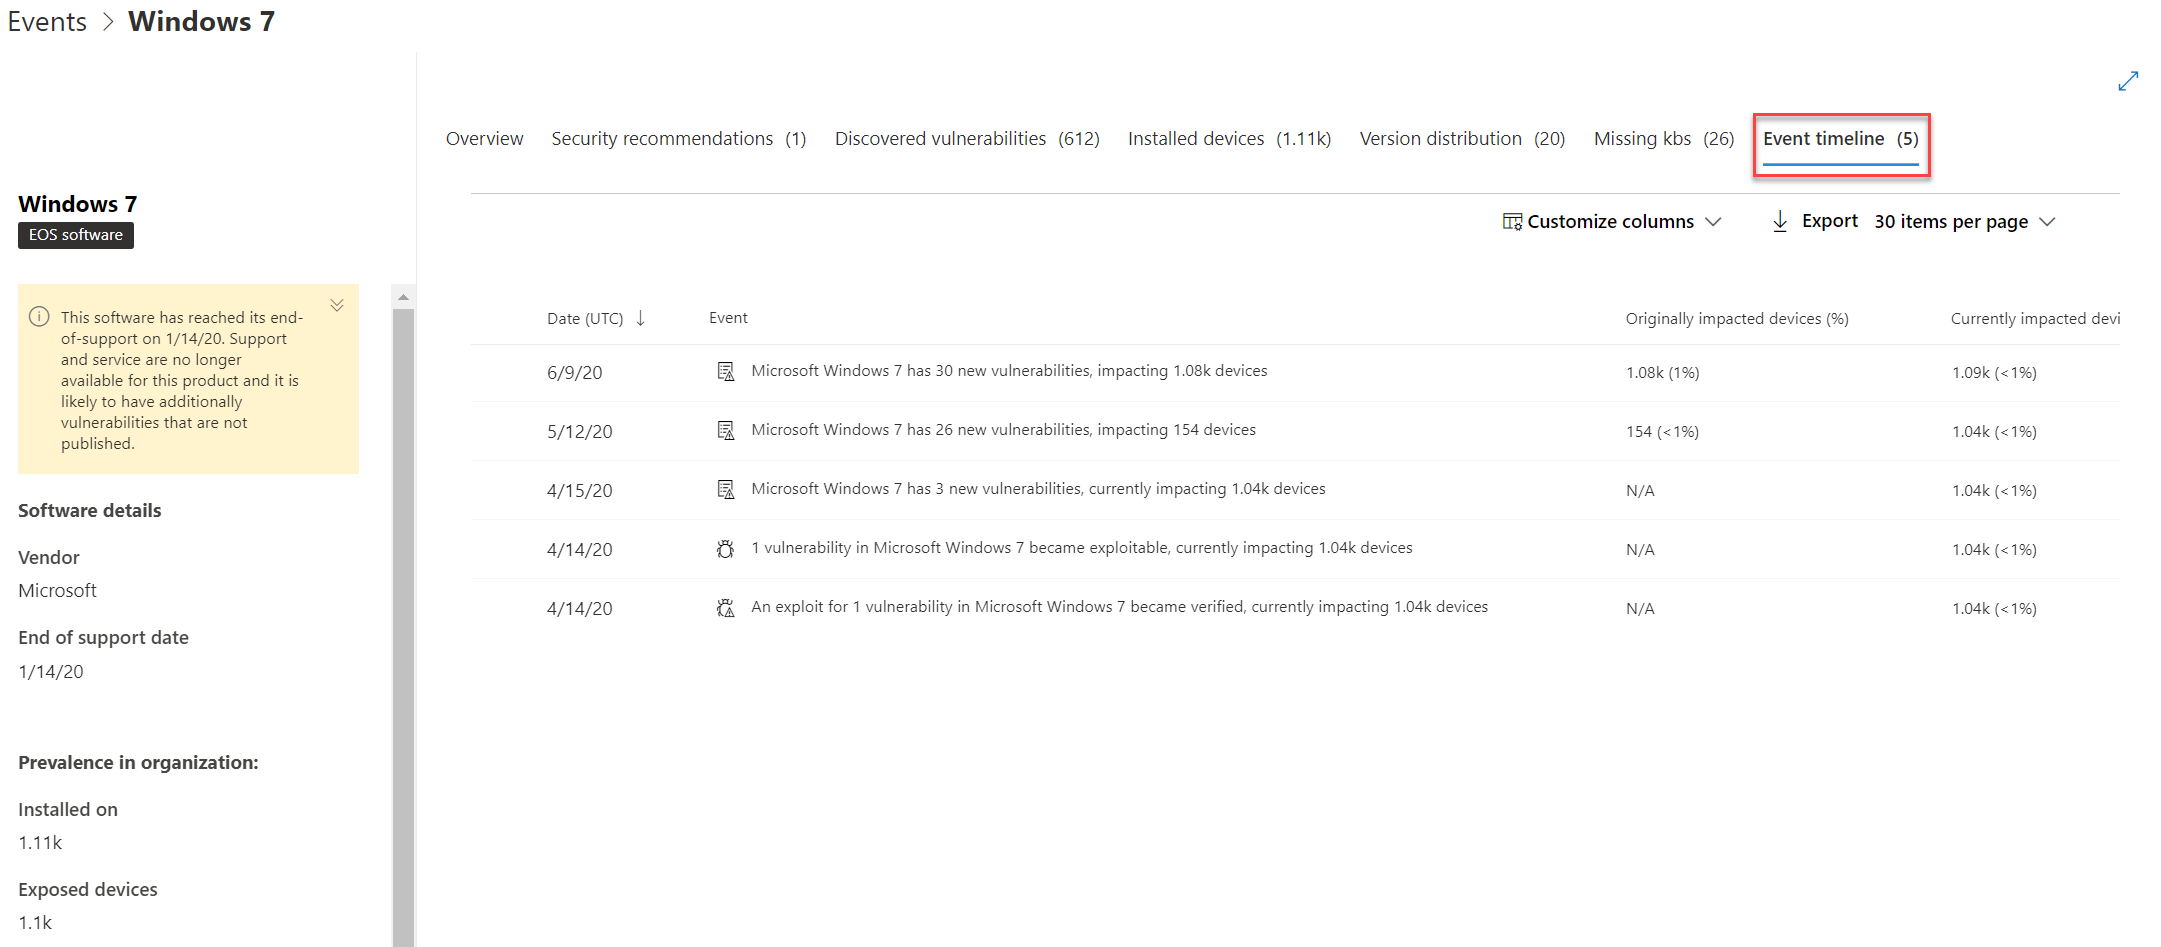 Events > Windows 7
Overview
Security recommendations (1)
Discovered vulnerabilities (612)
Installed devices (1.11k)
Version distribution (20)
Missing kbs (26)
Event timeline (5)
Windows 7
EOS software
This software has reached its end-
of-support on 1/14/20. Support
and service are no longer
available for this product and it is
likely to have additionally
vulnerabilities that are not
published.
Software details
Vendor
Microsoft
End of support date
1/14/20
Prevalence in organization:
Installed on
1.11k
Exposed devices
1.1k
Customize columns
Export
30 items per page
Date (UTC) ↓ Event Originally impacted devices (%) Currently impacted devi
6/9/20 Microsoft Windows 7 has 30 new vulnerabilities, impacting 1.08k devices 1.08k (1%) 1.09k (<1%)
5/12/20 Microsoft Windows 7 has 26 new vulnerabilities, impacting 154 devices 154 (<1%) 1.04k (<1%)
4/15/20 Microsoft Windows 7 has 3 new vulnerabilities, currently impacting 1.04k devices N/A 1.04k (<1%)
4/14/20 1 vulnerability in Microsoft Windows 7 became exploitable, currently impacting 1.04k devices N/A 1.04k (<1%)
4/14/20 An exploit for 1 vulnerability in Microsoft Windows 7 became verified, currently impacting 1.04k devices N/A 1.04k (<1%)